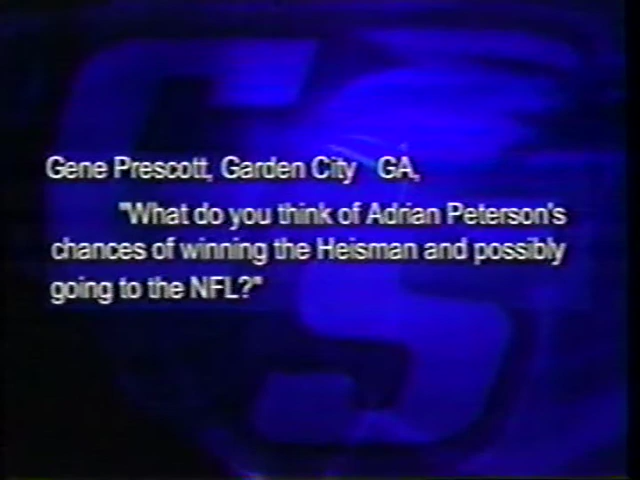 Gene Prescott, Garden City GA,
"What do you think of Adrian Peterson's
chances of winning the Heisman and possibly
going to the NFL?"